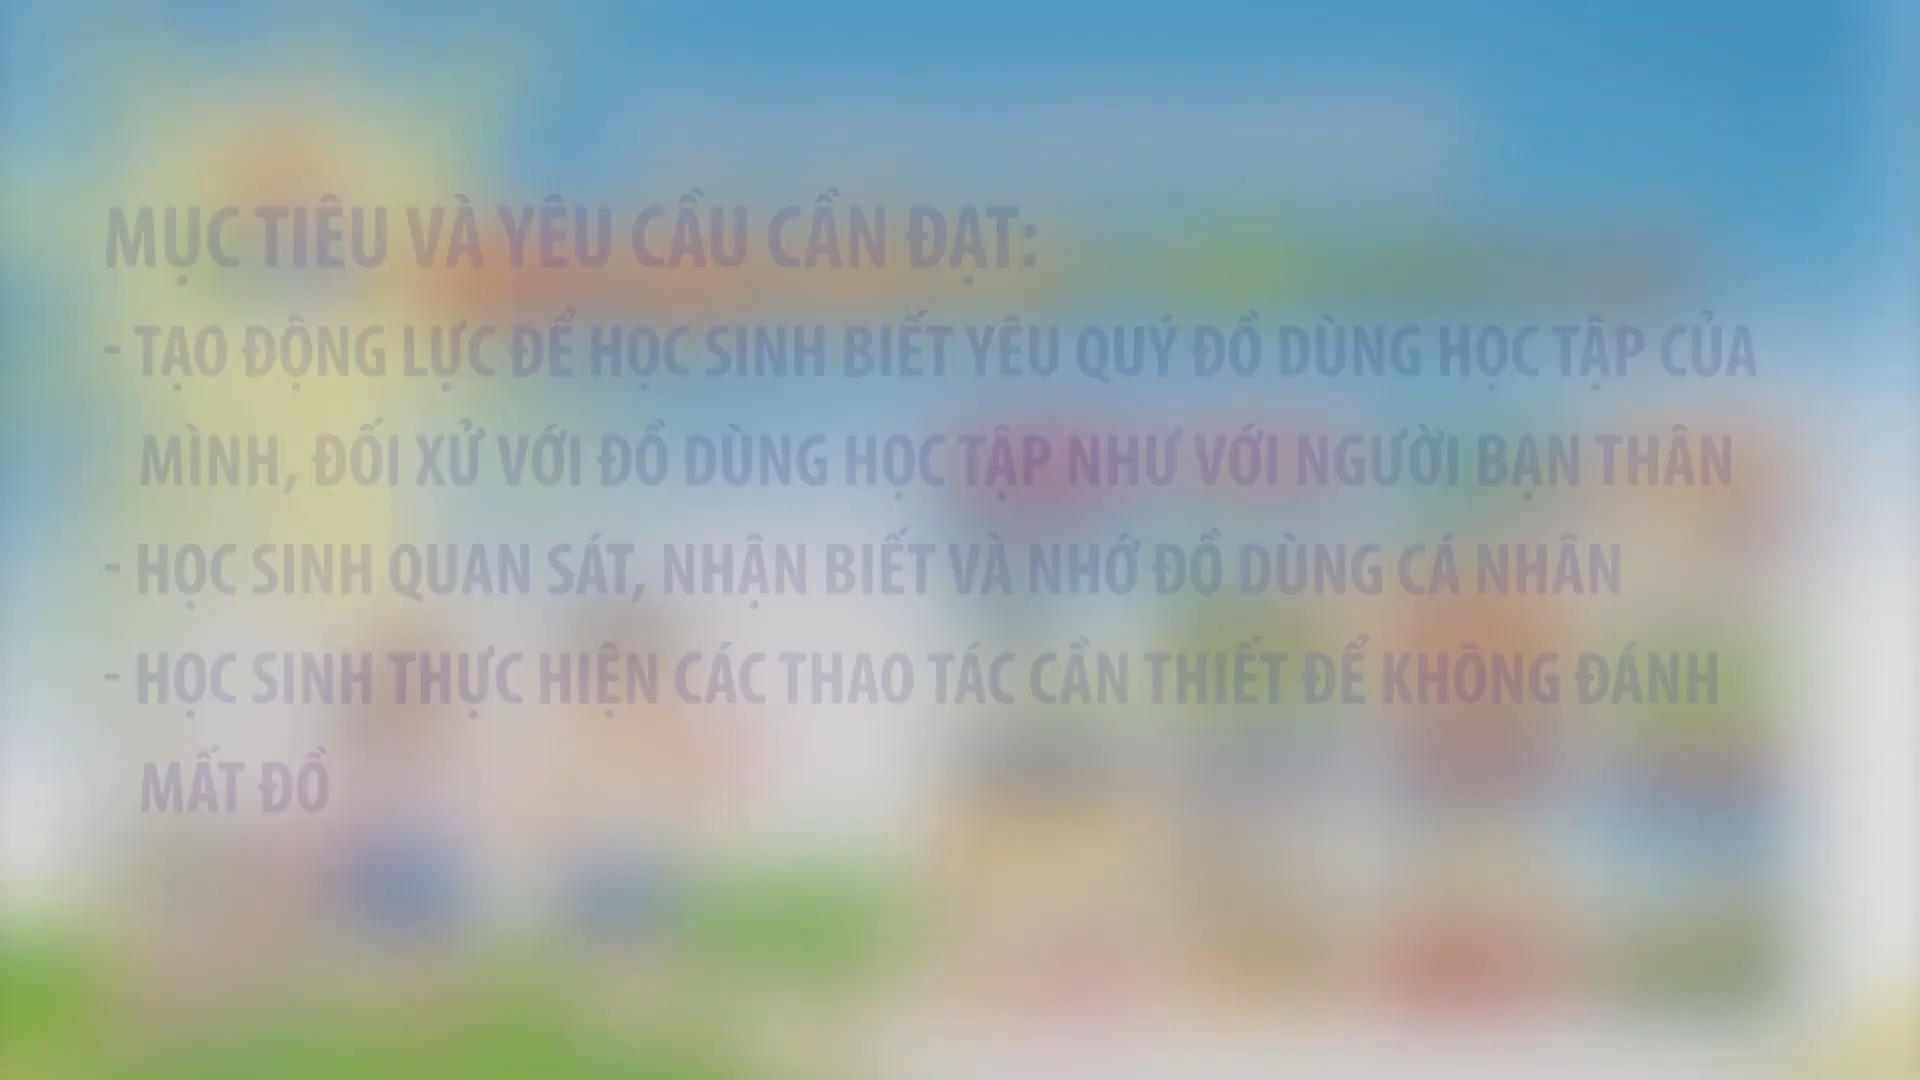 MỤC TIÊU VÀ YÊU CẦU CẦN ĐẠT:
- TẠO ĐỘNG LỰC ĐỂ HỌC SINH BIẾT YÊU QUÝ ĐỒ DÙNG HỌC TẬP CỦA
MÌNH, ĐỐI XỬ VỚI ĐỒ DÙNG HỌC TẬP NHƯ VỚI NGƯỜI BẠN THÂN
- HỌC SINH QUAN SÁT, NHẬN BIẾT VÀ NHỚ ĐỒ DÙNG CÁ NHÂN
- HỌC SINH THỰC HIỆN CÁC THAO TÁC CẦN THIẾT ĐỂ KHÔNG ĐÁNH
MẤT ĐỒ